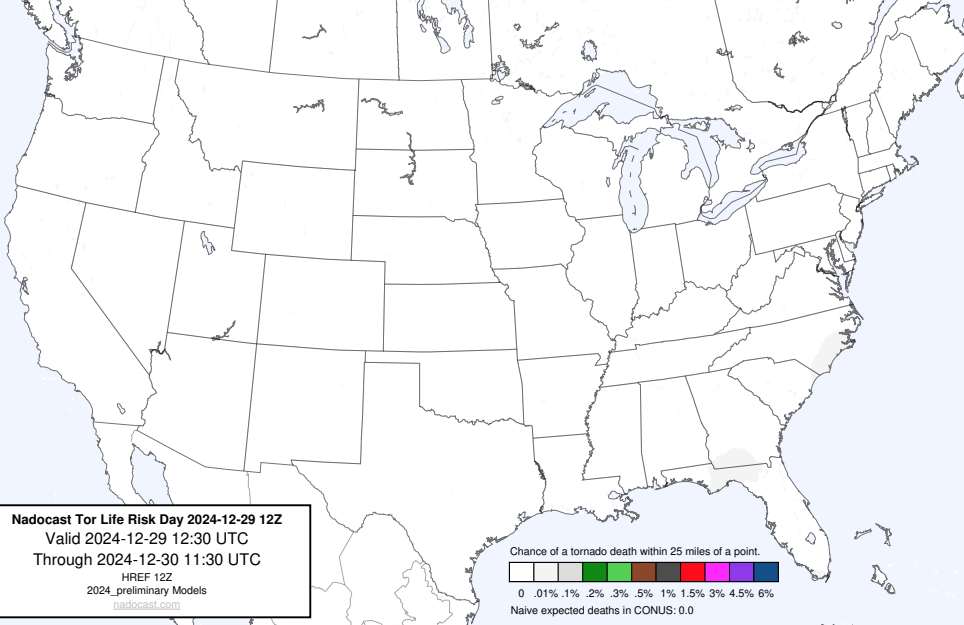 Nadocast Tor Life Risk Day 2024-12-29 12Z
Valid 2024-12-29 12:30 UTC
Through 2024-12-30 11:30 UTC
HREF 12Z
2024_preliminary Models
nadocast.com
Chance of a tornado death within 25 miles of a point.
0 .01% .1% .2% .3% .5% 1% 1.5% 3% 4.5% 6%
Naive expected deaths in CONUS: 0.0